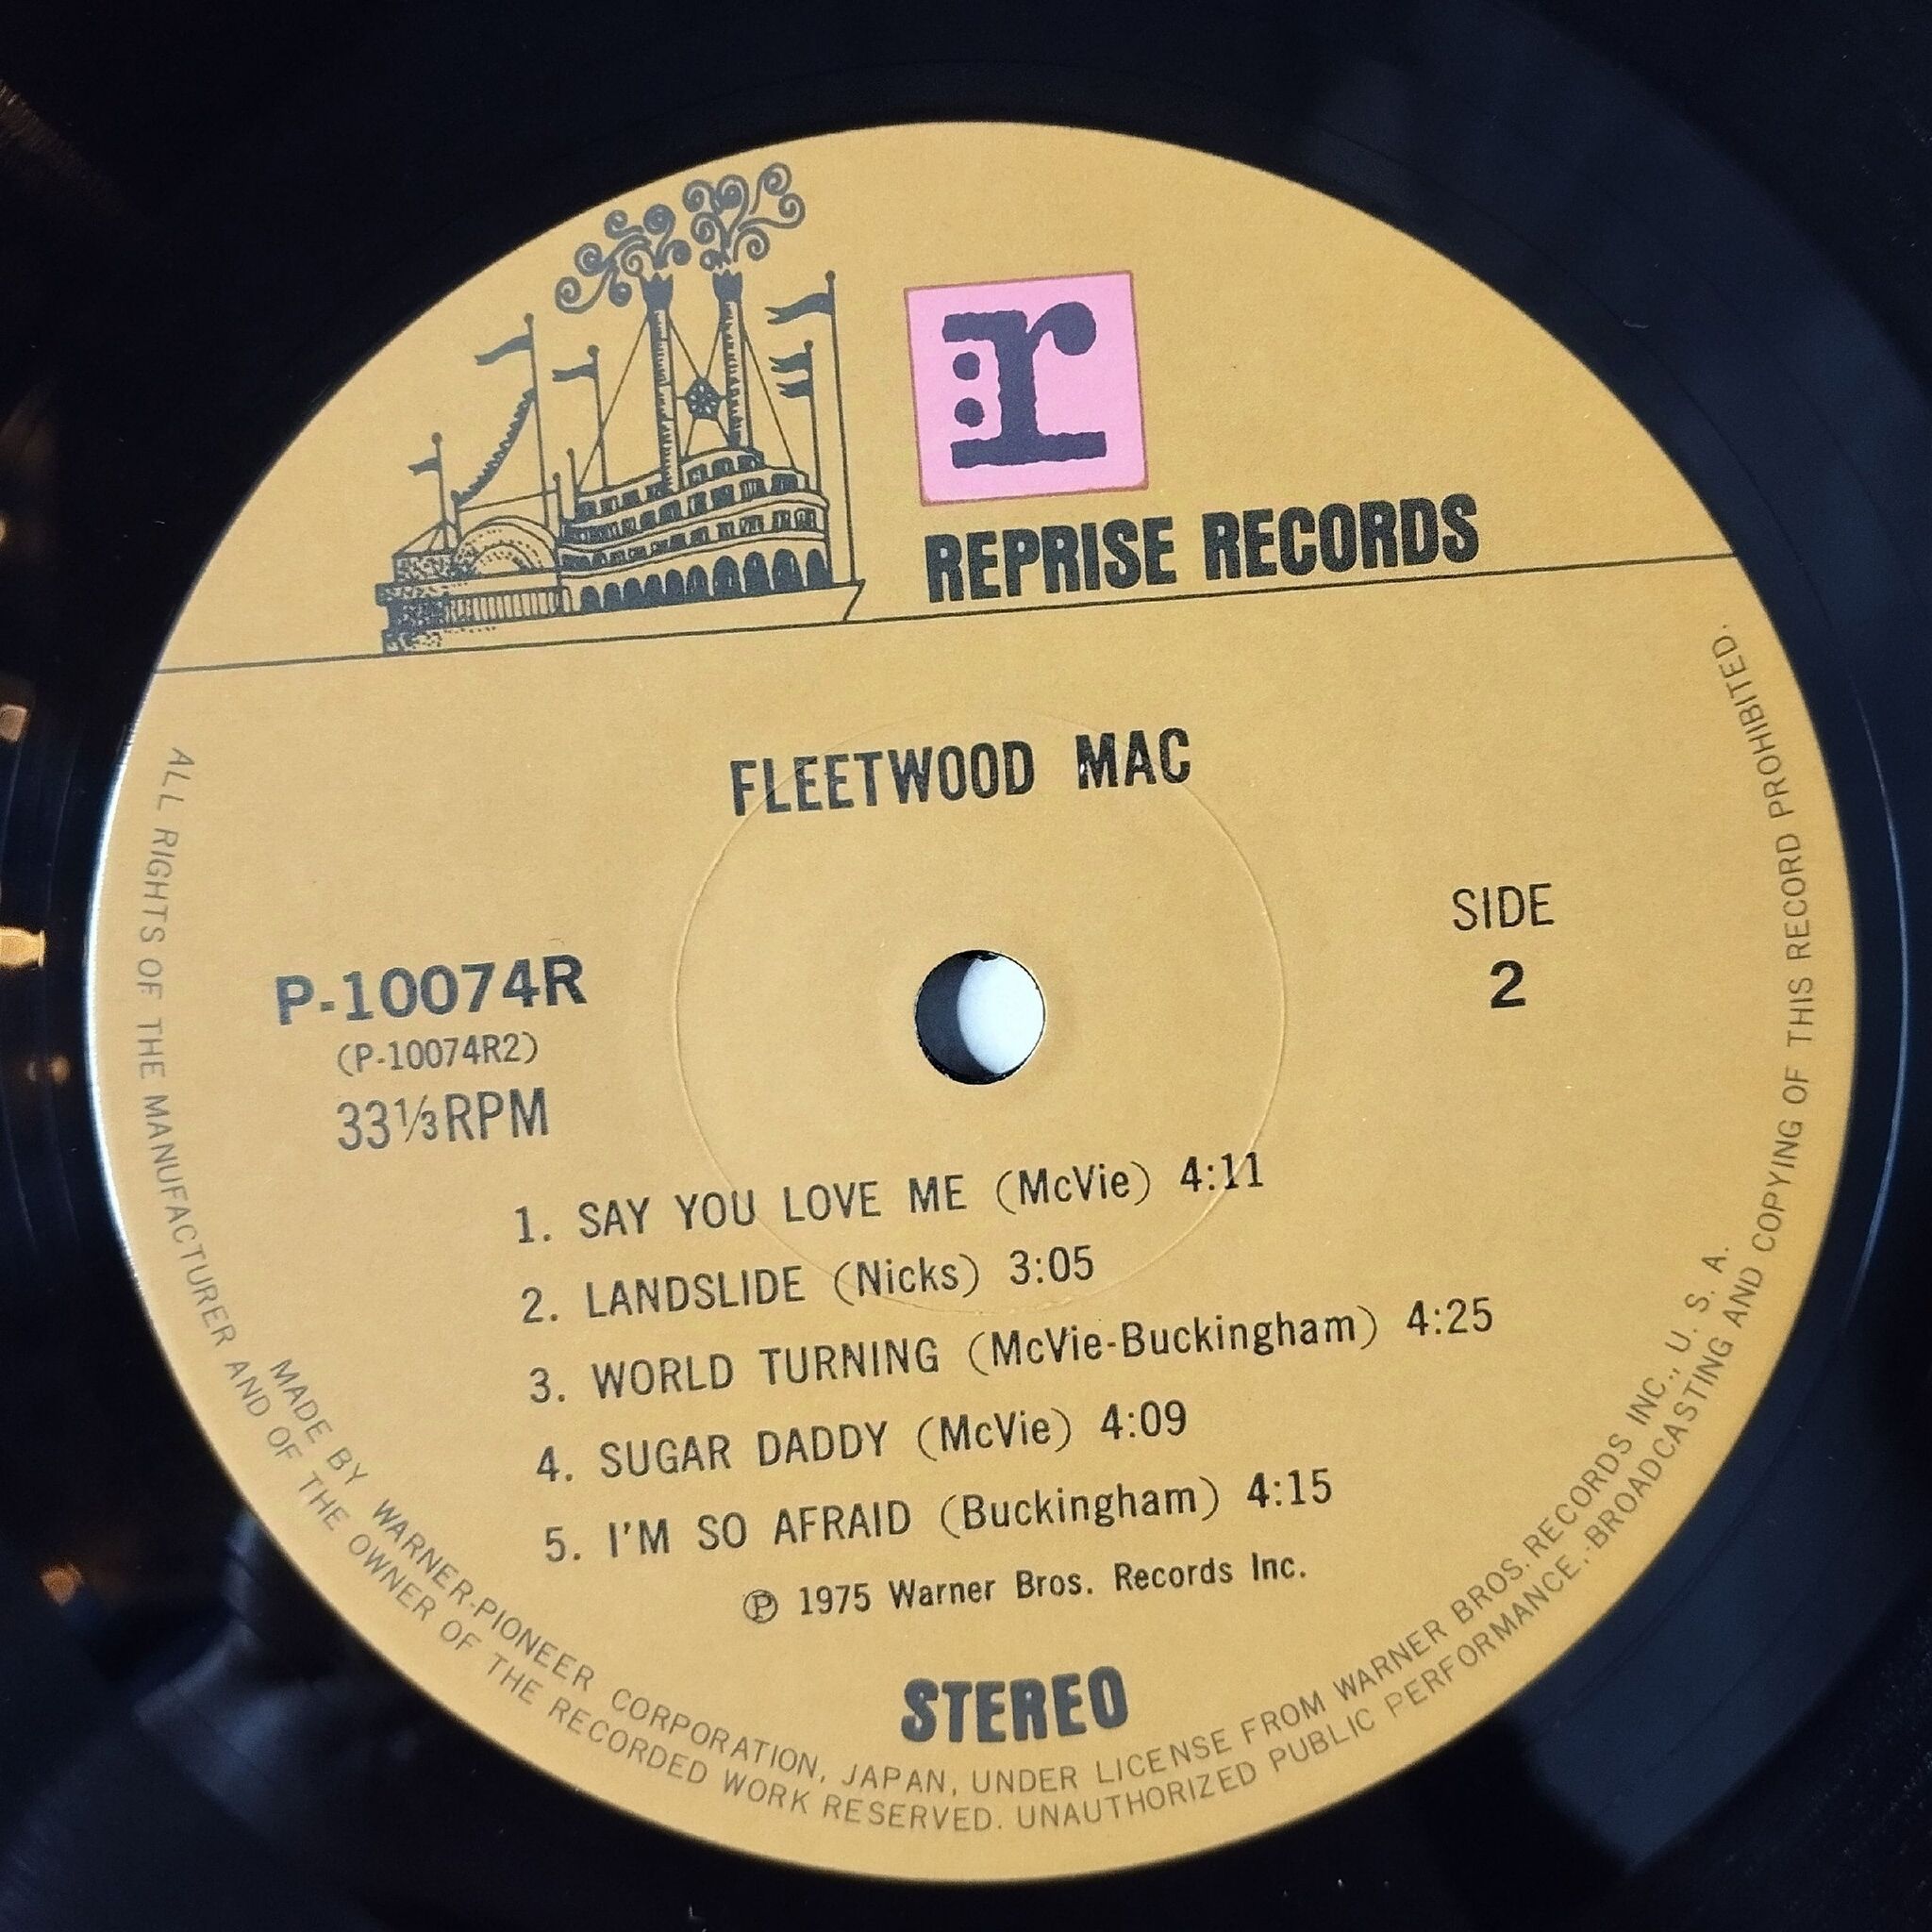 r
REPRISE RECORDS
FLEETWOOD MAC
SIDE
2
P-10074R
(P-10074R2)
33⅓RPM
1. SAY YOU LOVE ME (McVie) 4:11
2. LANDSLIDE (Nicks) 3:05
3. WORLD TURNING (McVie-Buckingham) 4:25
4. SUGAR DADDY (McVie) 4:09
5. I'M SO AFRAID (Buckingham) 4:15
℗ 1975 Warner Bros. Records Inc.
STEREO
MADE BY WARNER-PIONEER CORPORATION, JAPAN, UNDER LICENSE FROM WARNER BROS. RECORDS INC., U. S. A.
ALL RIGHTS OF THE MANUFACTURER AND OF THE OWNER OF THE RECORDED WORK RESERVED. UNAUTHORIZED PUBLIC PERFORMANCE,·BROADCASTING AND COPYING OF THIS RECORD PROHIBITED.